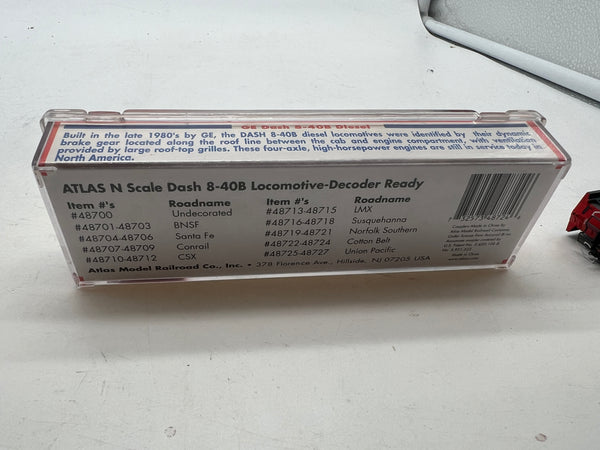 GE Dash 8-40B Diesel
Built in the late 1980's by GE, the DASH 8-40B diesel locomotives were identified by their dynamic
brake gear located along the roof line between the cab and engine compartment, with ventilation
provided by large roof-top grilles. These four-axle, high-horsepower engines are still in service today in
North America.
ATLAS N Scale Dash 8-40B Locomotive-Decoder Ready
Item #'s Roadname
#48700 Undecorated
#48701-48703 BNSF
#48704-48706 Santa Fe
#48707-48709 Conrail
#48710-48712 CSX
Item #'s Roadname
#48713-48715 LMX
#48716-48718 Susquehanna
#48719-48721 Norfolk Southern
#48722-48724 Cotton Belt
#48725-48727 Union Pacific
Atlas Model Railroad Co., Inc. • 378 Florence Ave., Hillside, NJ 07205 USA
Made in China